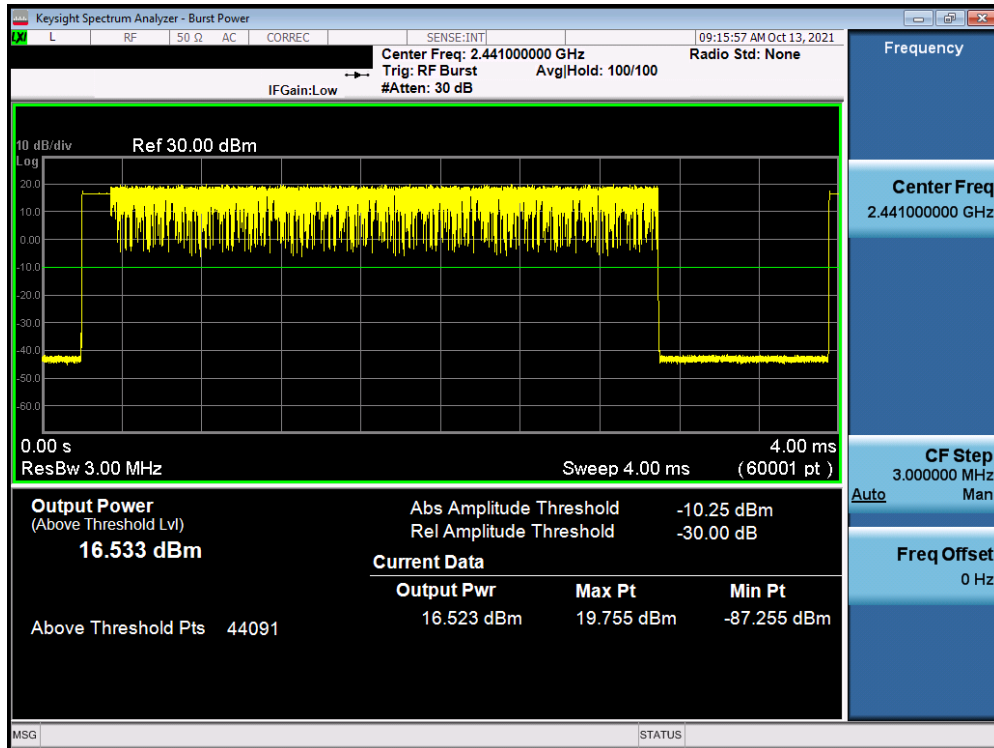 Keysight Spectrum Analyzer - Burst Power
LXI L RF 50 Ω AC CORREC SENSE:INT 09:15:57 AM Oct 13, 2021
Center Freq: 2.441000000 GHz Radio Std: None
Trig: RF Burst Avg|Hold: 100/100
IFGain:Low #Atten: 30 dB
Frequency
10 dB/div Ref 30.00 dBm
Log
20.0
10.0
0.00
-10.0
-20.0
-30.0
-40.0
-50.0
-60.0
0.00 s 4.00 ms
ResBw 3.00 MHz Sweep 4.00 ms (60001 pt)
Center Freq
2.441000000 GHz
CF Step
3.000000 MHz
Auto Man
Freq Offset
0 Hz
Output Power
(Above Threshold Lvl)
16.533 dBm
Above Threshold Pts 44091
Abs Amplitude Threshold -10.25 dBm
Rel Amplitude Threshold -30.00 dB
Current Data
Output Pwr Max Pt Min Pt
16.523 dBm 19.755 dBm -87.255 dBm
MSG STATUS